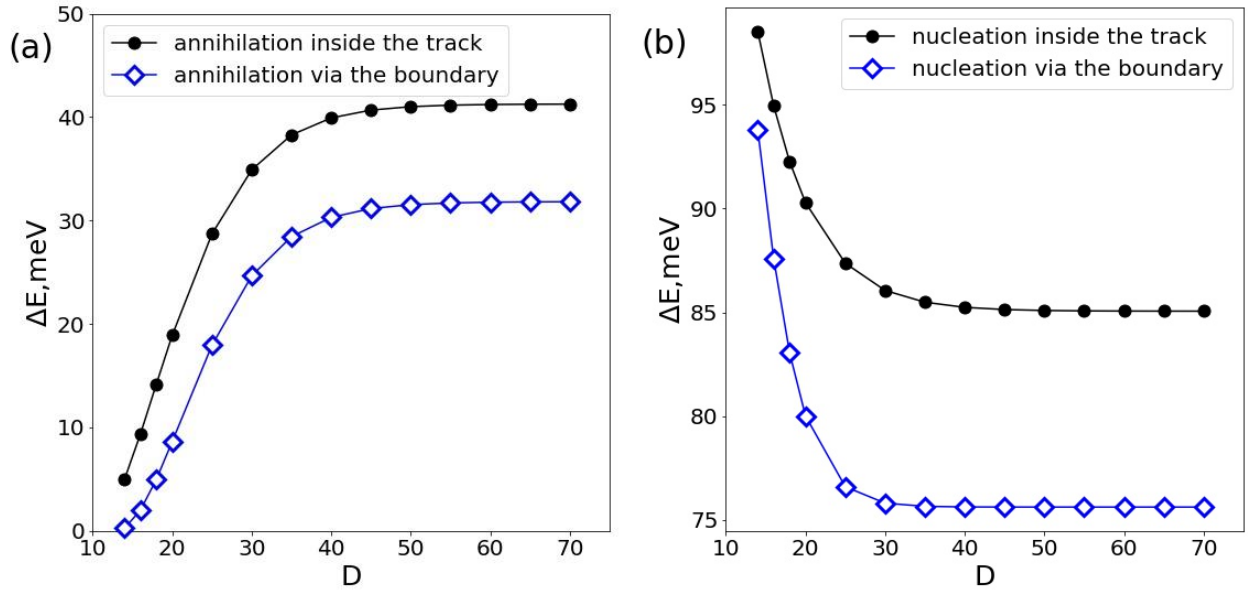 (a)
annihilation inside the track
annihilation via the boundary
ΔE,meV
50
40
30
20
10
0
10 20 30 40 50 60 70
D
(b)
nucleation inside the track
nucleation via the boundary
ΔE,meV
95
90
85
80
75
10 20 30 40 50 60 70
D